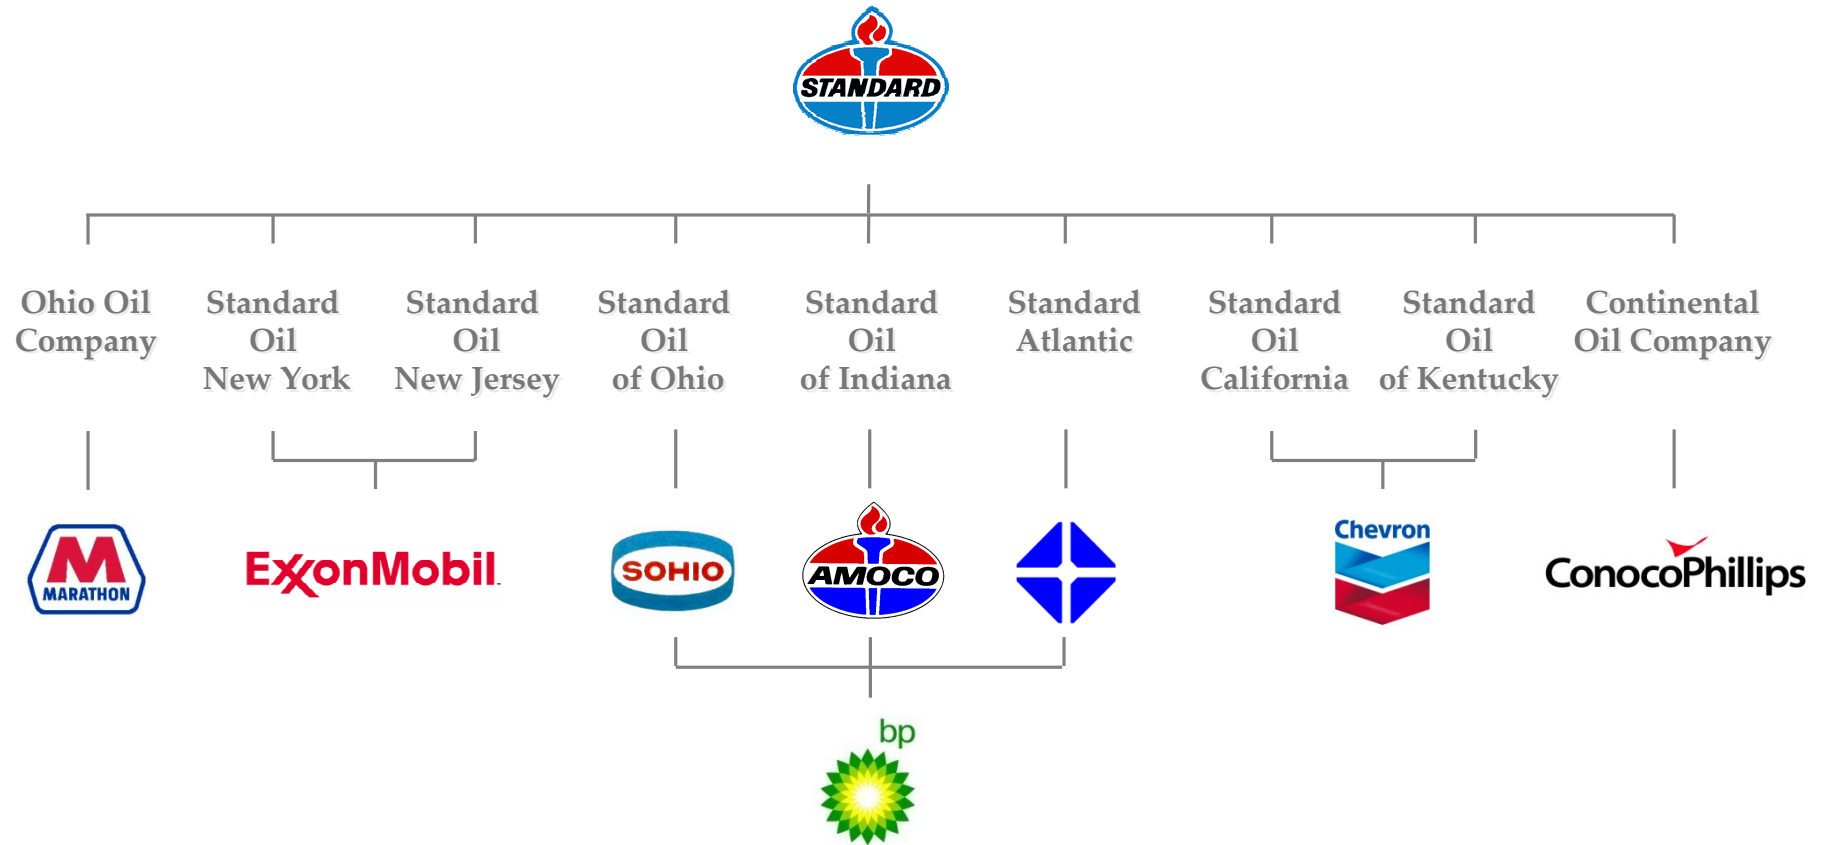 STANDARD
Ohio Oil
Company
Standard
Oil
New York
Standard
Oil
New Jersey
Standard
Oil
of Ohio
Standard
Oil
of Indiana
Standard
Atlantic
Standard
Oil
California
Standard
Oil
of Kentucky
Continental
Oil Company
M
MARATHON
ExxonMobil
SOHIO
AMOCO
Chevron
ConocoPhillips
bp